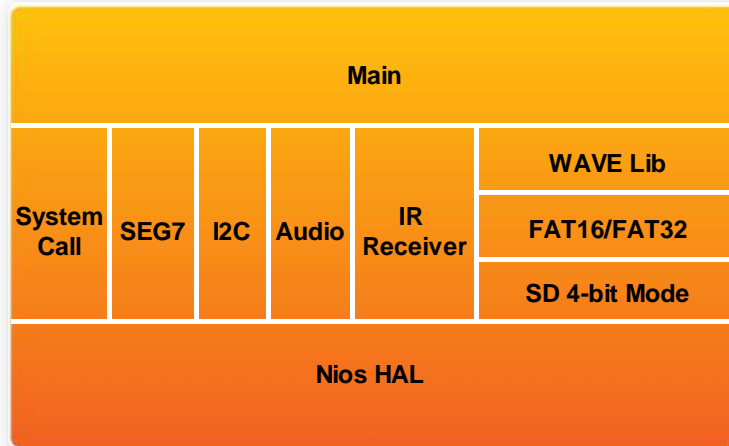 Main
System
Call
SEG7
I2C
Audio
IR
Receiver
WAVE Lib
FAT16/FAT32
SD 4-bit Mode
Nios HAL